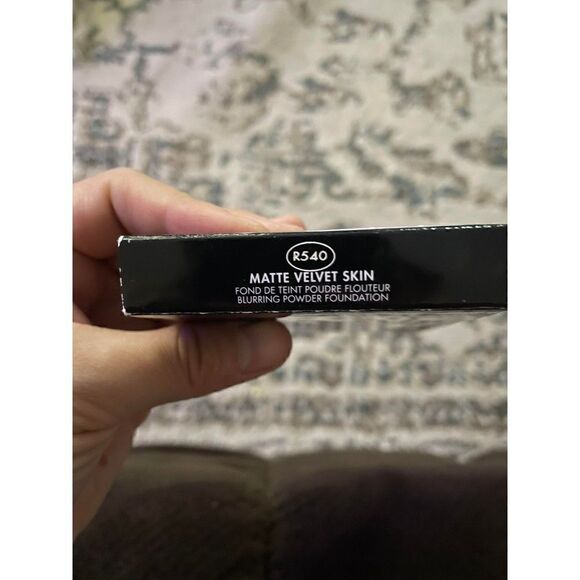 R540
MATTE VELVET SKIN
FOND DE TEINT POUDRE FLOUTEUR
BLURRING POWDER FOUNDATION